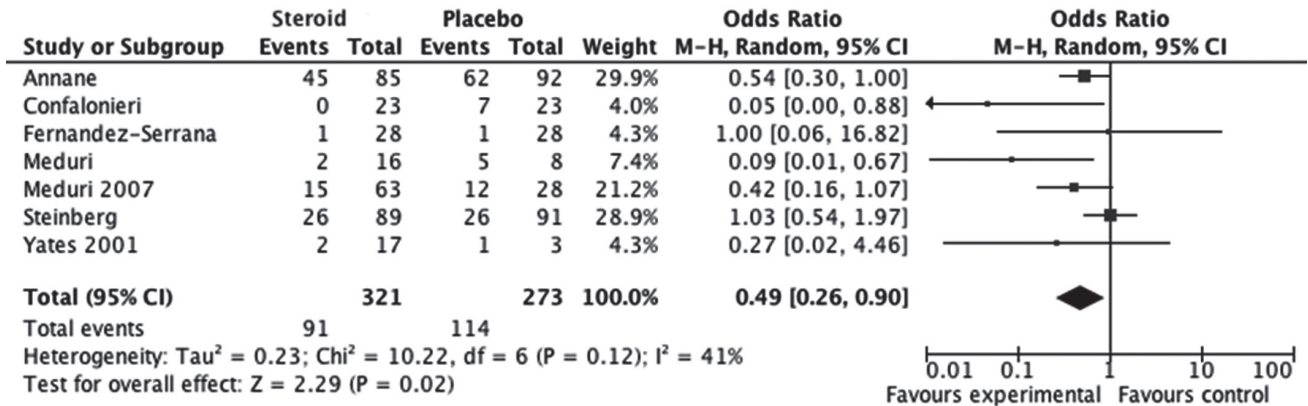 Steroid Placebo Odds Ratio Odds Ratio
Study or Subgroup Events Total Events Total Weight M-H, Random, 95% CI M-H, Random, 95% CI
Annane 45 85 62 92 29.9% 0.54 [0.30, 1.00]
Confalonieri 0 23 7 23 4.0% 0.05 [0.00, 0.88]
Fernandez-Serrana 1 28 1 28 4.3% 1.00 [0.06, 16.82]
Meduri 2 16 5 8 7.4% 0.09 [0.01, 0.67]
Meduri 2007 15 63 12 28 21.2% 0.42 [0.16, 1.07]
Steinberg 26 89 26 91 28.9% 1.03 [0.54, 1.97]
Yates 2001 2 17 1 3 4.3% 0.27 [0.02, 4.46]
Total (95% CI) 321 273 100.0% 0.49 [0.26, 0.90]
Total events 91 114
Heterogeneity: Tau² = 0.23; Chi² = 10.22, df = 6 (P = 0.12); I² = 41%
Test for overall effect: Z = 2.29 (P = 0.02)
0.01 0.1 1 10 100
Favours experimental Favours control